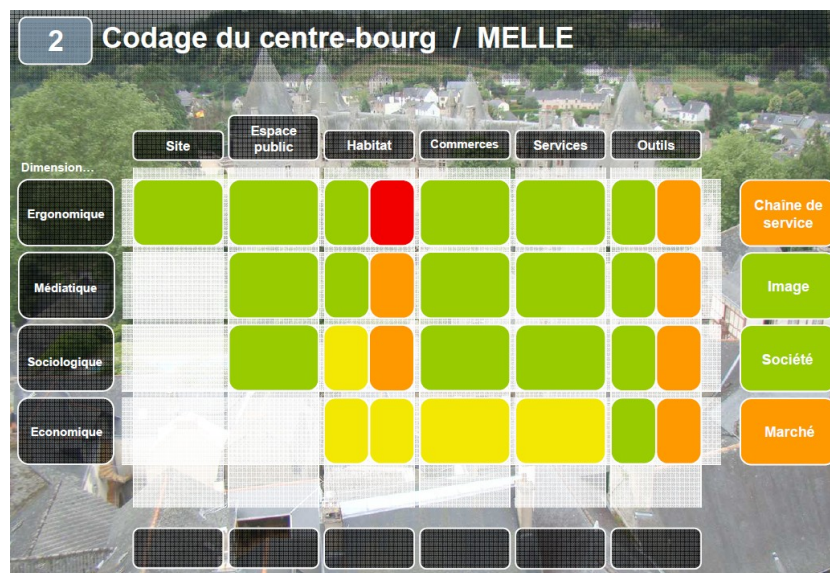 2 Codage du centre-bourg / MELLE
Site
Espace
public
Habitat
Commerces
Services
Outils
Dimension...
Ergonomique
Chaine de
service
Médiatique
Image
Sociologique
Société
Economique
Marché